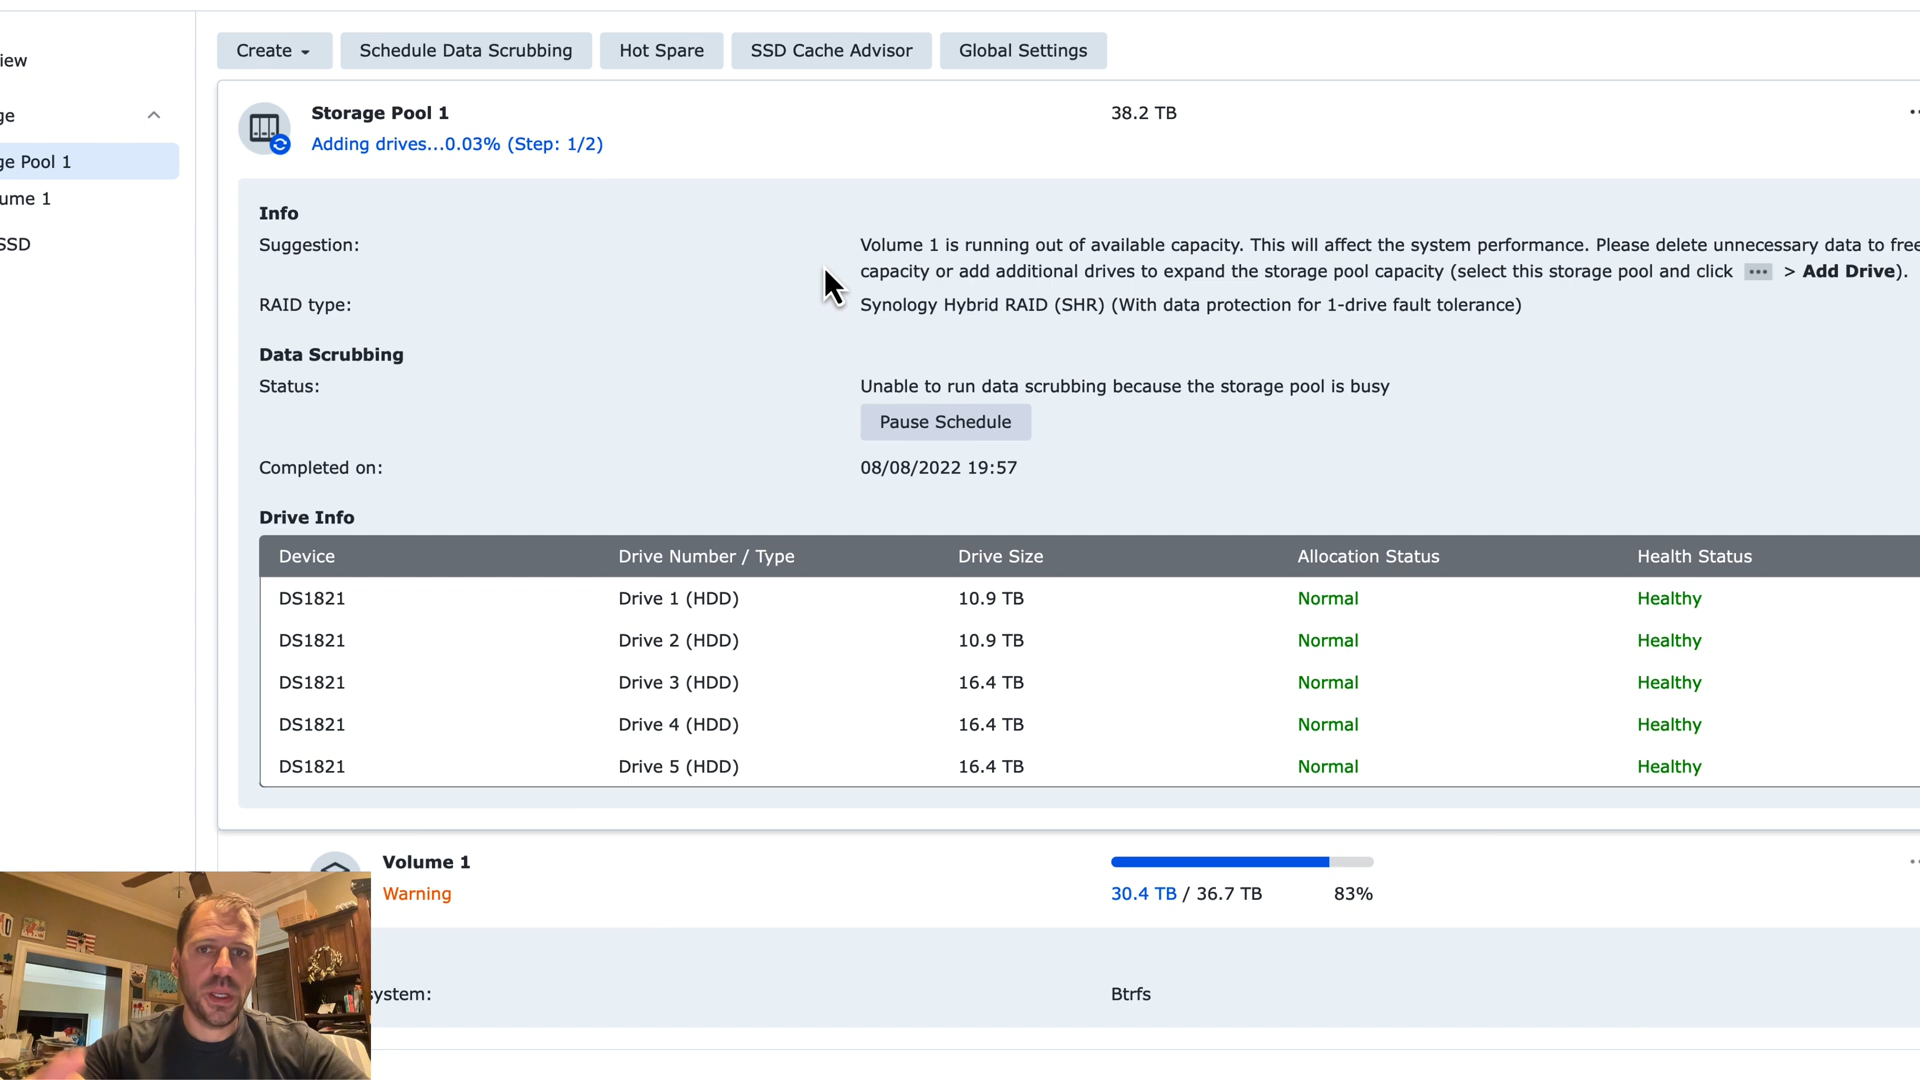 Create
Schedule Data Scrubbing
Hot Spare
SSD Cache Advisor
Global Settings
iew
ge
ge Pool 1
ume 1
SSD
Storage Pool 1
38.2 TB
Adding drives...0.03% (Step: 1/2)
Info
Suggestion:
Volume 1 is running out of available capacity. This will affect the system performance. Please delete unnecessary data to free
capacity or add additional drives to expand the storage pool capacity (select this storage pool and click ••• > Add Drive).
RAID type:
Synology Hybrid RAID (SHR) (With data protection for 1-drive fault tolerance)
Data Scrubbing
Status:
Unable to run data scrubbing because the storage pool is busy
Pause Schedule
Completed on:
08/08/2022 19:57
Drive Info
Device Drive Number / Type Drive Size Allocation Status Health Status
DS1821 Drive 1 (HDD) 10.9 TB Normal Healthy
DS1821 Drive 2 (HDD) 10.9 TB Normal Healthy
DS1821 Drive 3 (HDD) 16.4 TB Normal Healthy
DS1821 Drive 4 (HDD) 16.4 TB Normal Healthy
DS1821 Drive 5 (HDD) 16.4 TB Normal Healthy
Volume 1
Warning
30.4 TB / 36.7 TB 83%
system:
Btrfs